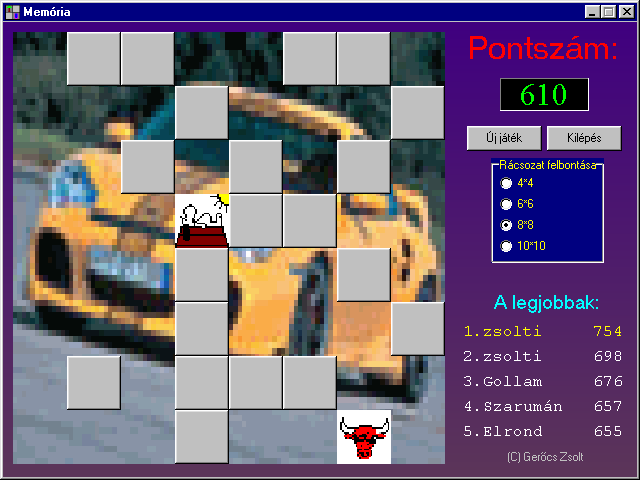 Memória
Pontszám:
610
Új játék
Kilépés
Rácsozat felbontása
4*4
6*6
8*8
10*10
A legjobbak:
1.zsolti 754
2.zsolti 698
3.Gollam 676
4.Szarumán 657
5.Elrond 655
(C) Gerőcs Zsolt